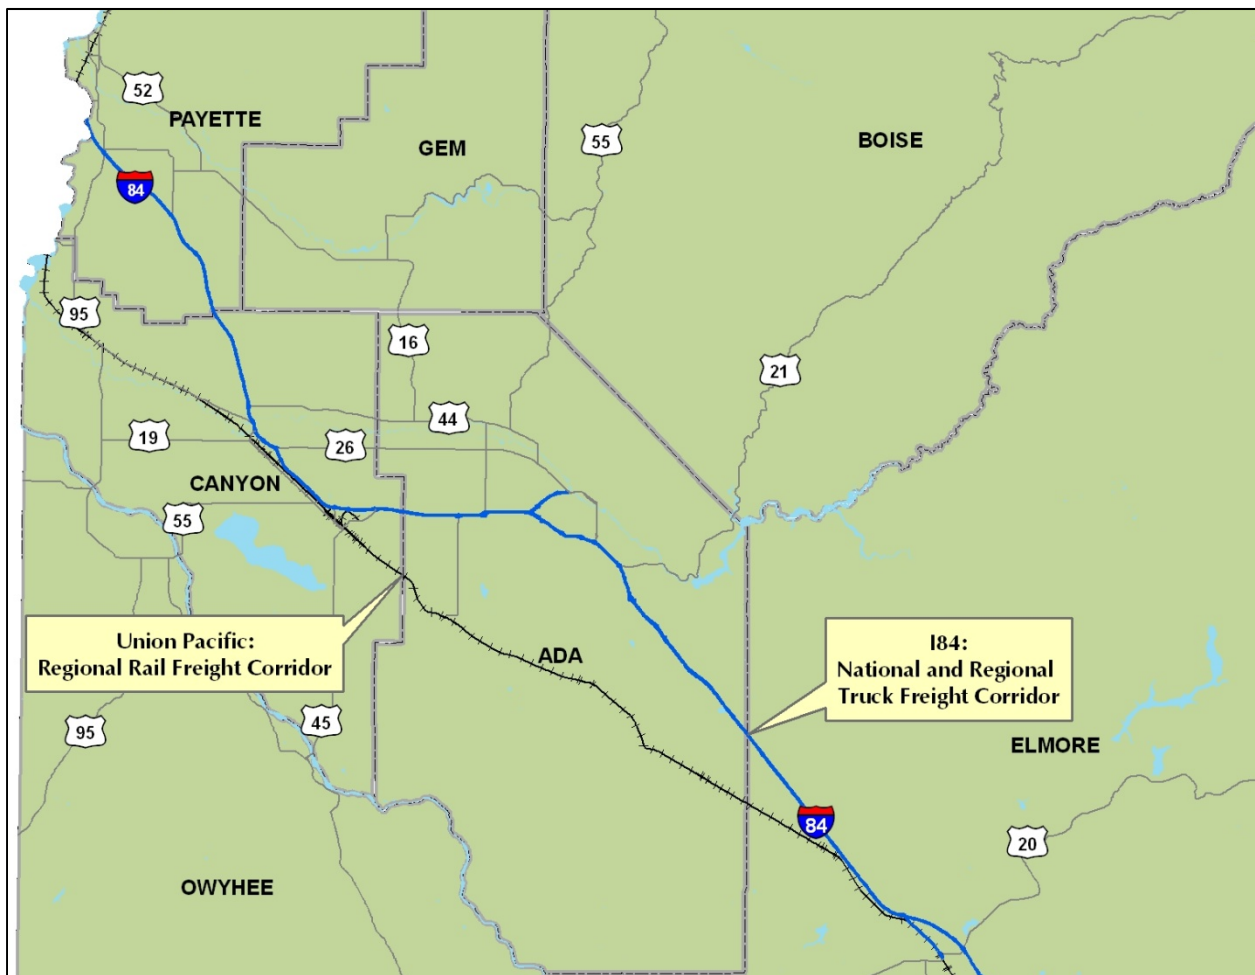 52
PAYETTE
GEM
55
BOISE
84
95
16
21
44
19
26
CANYON
55
Union Pacific:
Regional Rail Freight Corridor
ADA
I84:
National and Regional
Truck Freight Corridor
95
45
ELMORE
84
20
OWYHEE